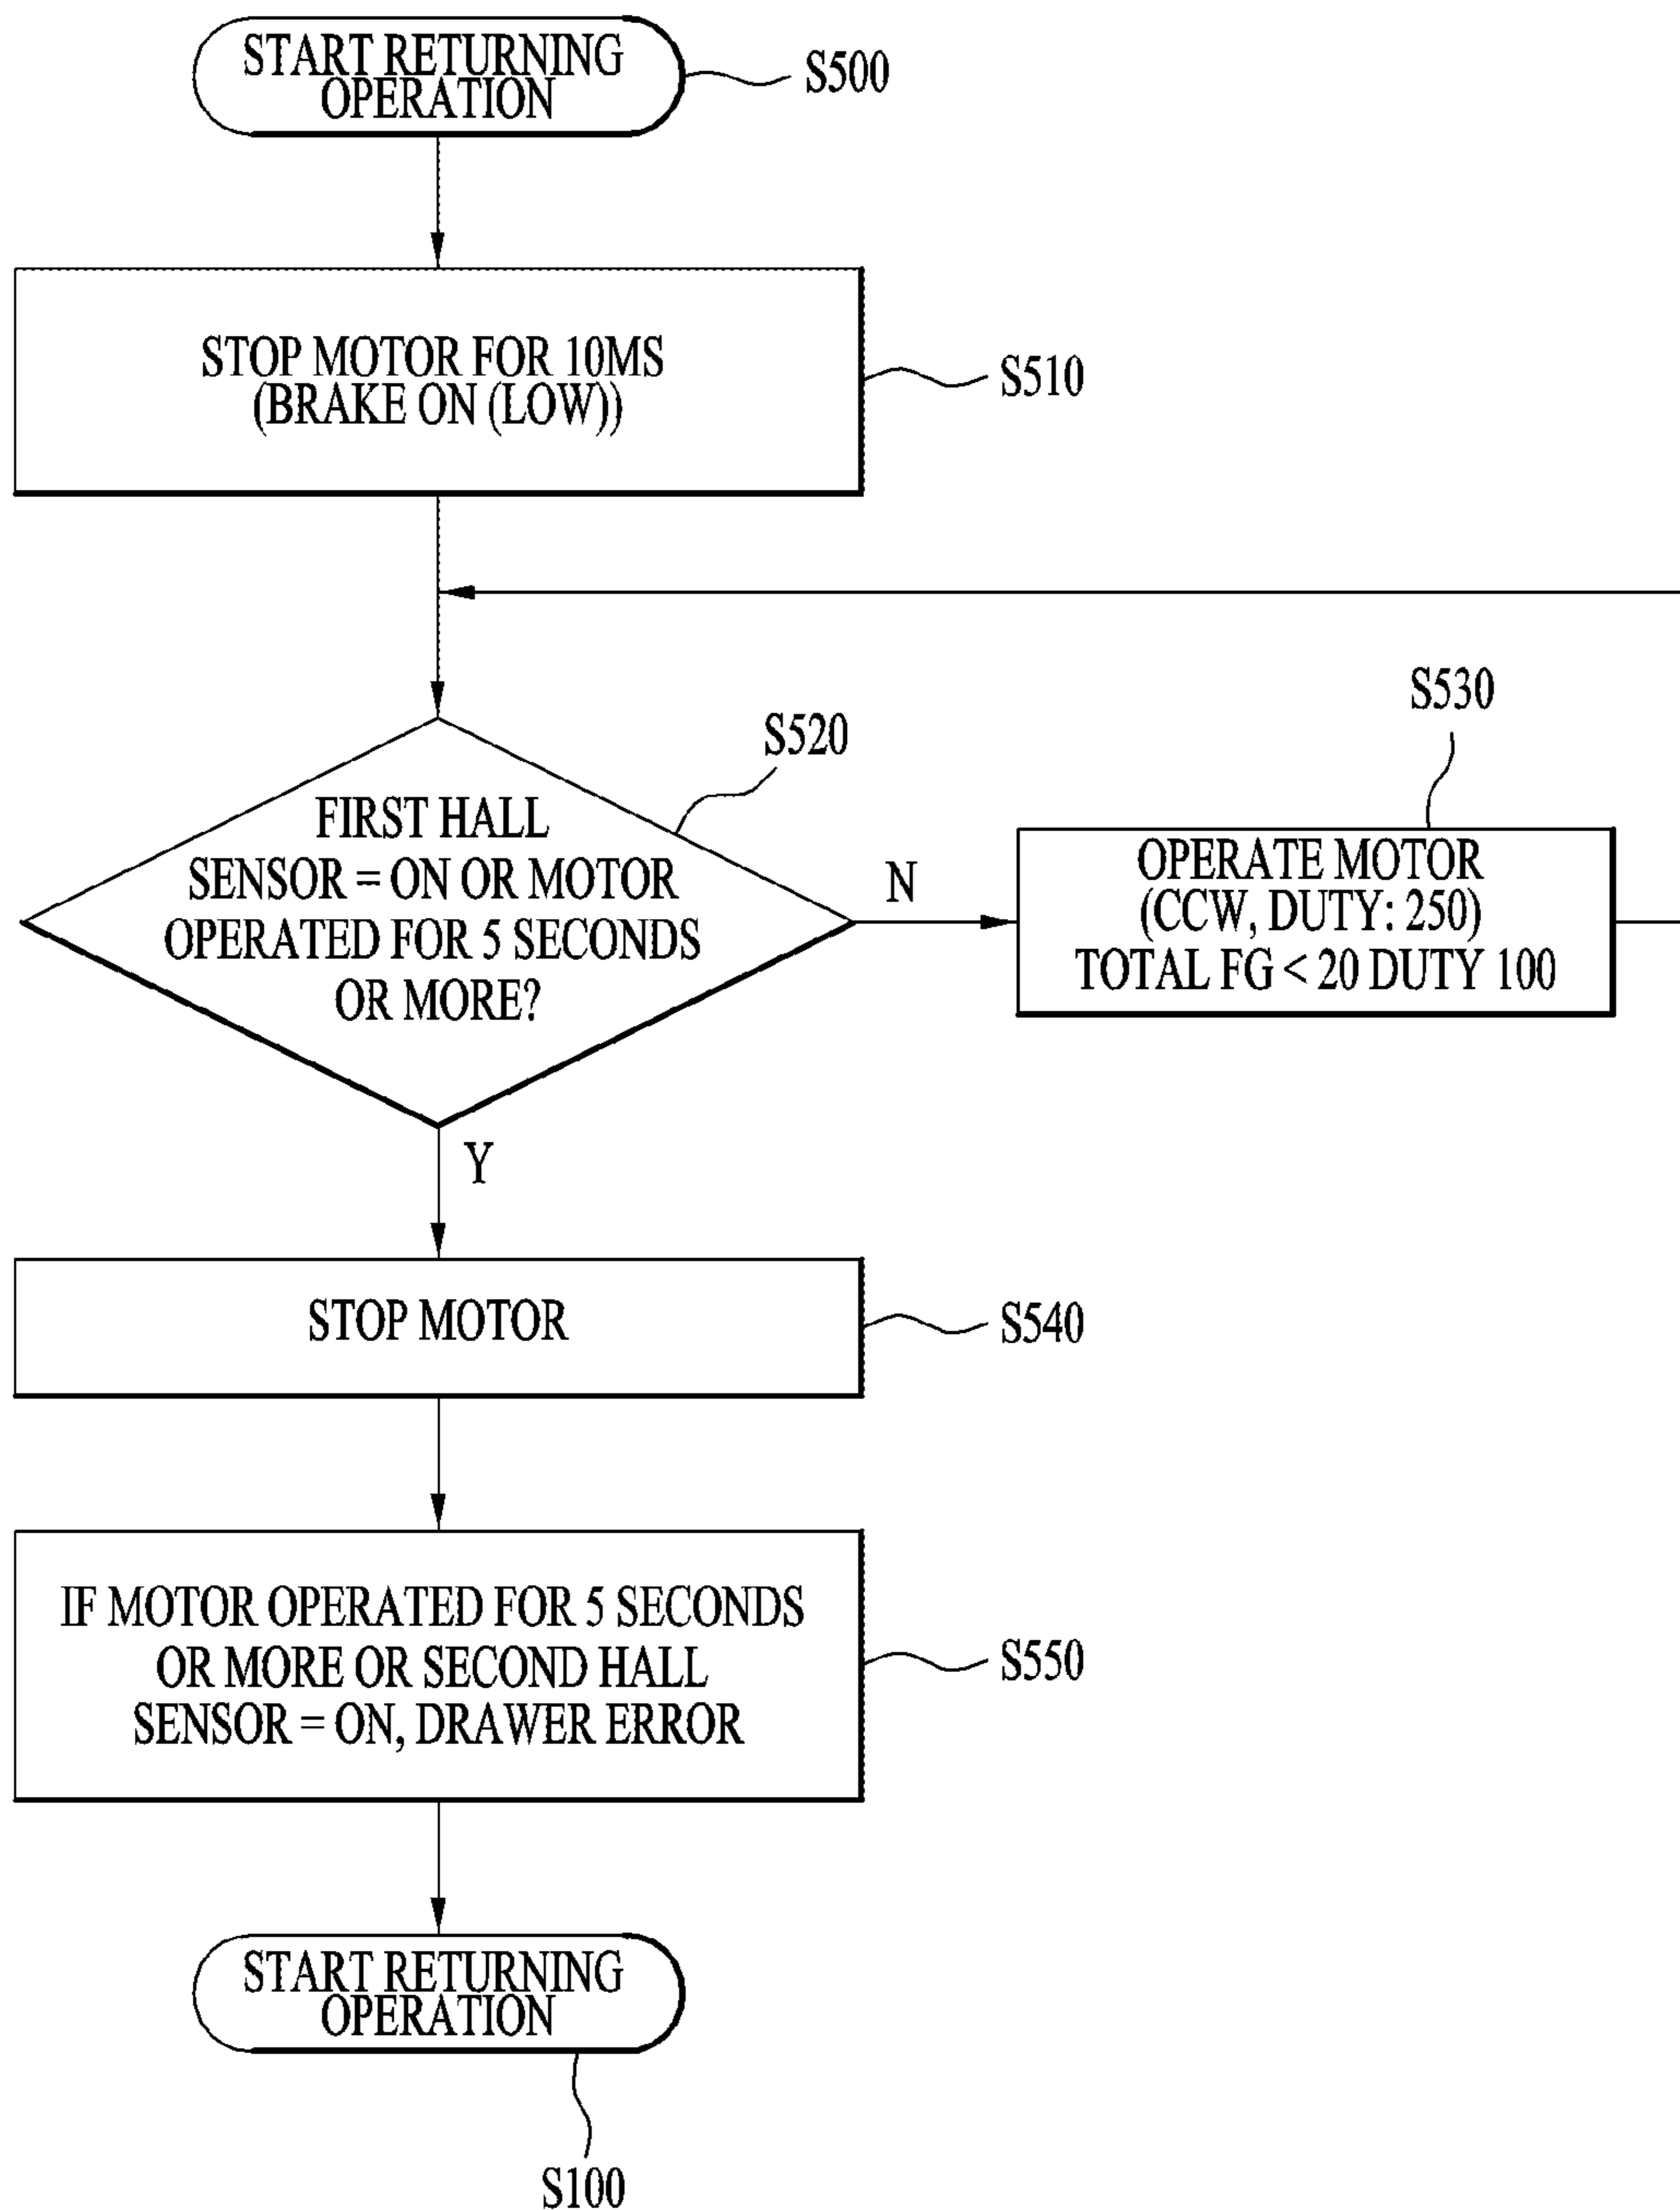 START RETURNING
OPERATION
S500
STOP MOTOR FOR 10MS
(BRAKE ON (LOW))
S510
S520
FIRST HALL
SENSOR = ON OR MOTOR
OPERATED FOR 5 SECONDS
OR MORE?
N
S530
OPERATE MOTOR
(CCW, DUTY: 250)
TOTAL FG < 20 DUTY 100
Y
STOP MOTOR
S540
IF MOTOR OPERATED FOR 5 SECONDS
OR MORE OR SECOND HALL
SENSOR = ON, DRAWER ERROR
S550
START RETURNING
OPERATION
S100